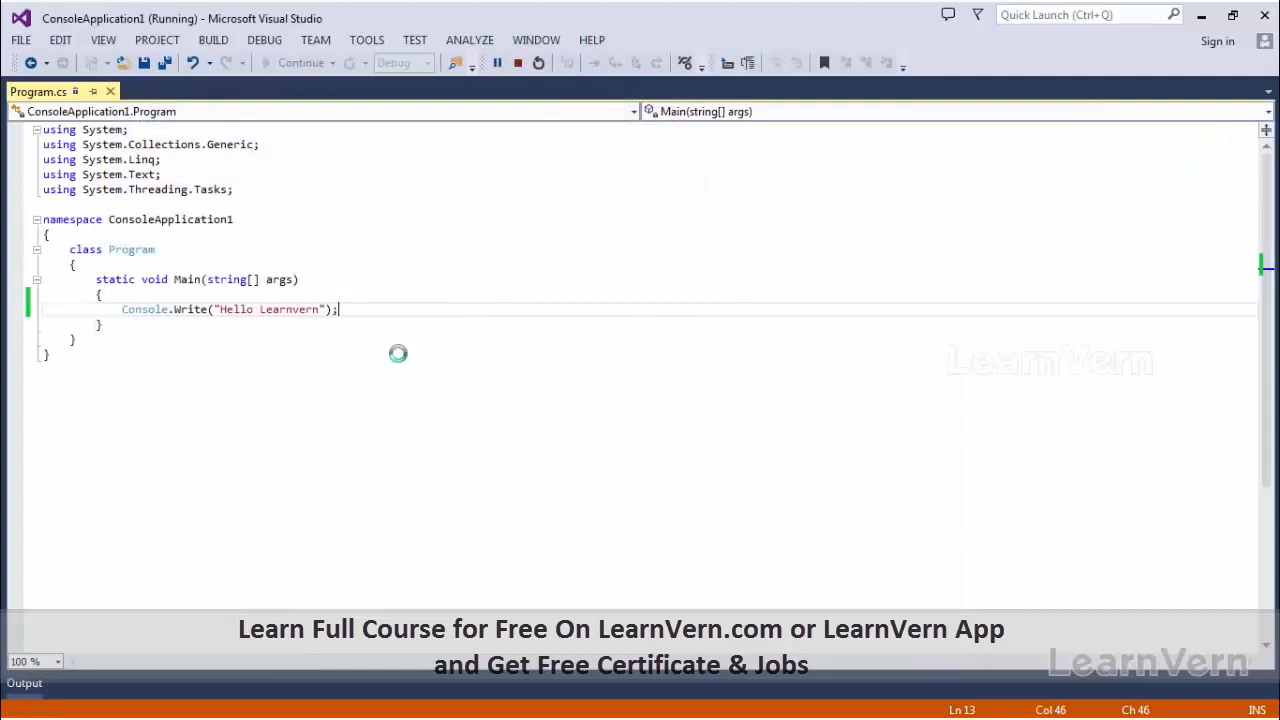 ConsoleApplication1 (Running) - Microsoft Visual Studio
Quick Launch (Ctrl+Q)
FILE EDIT VIEW PROJECT BUILD DEBUG TEAM TOOLS TEST ANALYZE WINDOW HELP
Sign in
Continue
Debug
Program.cs
ConsoleApplication1.Program
Main(string[] args)
using System;
using System.Collections.Generic;
using System.Linq;
using System.Text;
using System.Threading.Tasks;
namespace ConsoleApplication1
{
class Program
{
static void Main(string[] args)
{
Console.Write("Hello Learnvern");
}
}
}
LearnVern
Learn Full Course for Free On LearnVern.com or LearnVern App
and Get Free Certificate & Jobs
100 %
LearnVern
Output
Ln 13 Col 46 Ch 46 INS